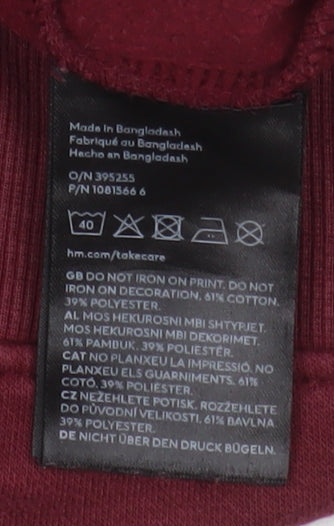 Made in Bangladesh
Fabriqué au Bangladesh
Hecho en Bangladesh
O/N 395255
P/N 1081566 6
40
hm.com/takecare
GB DO NOT IRON ON PRINT. DO NOT
IRON ON DECORATION. 61% COTTON.
39% POLYESTER.
AL MOS HEKUROSNI MBI SHTYPJET.
MOS HEKUROSNI MBI DEKORIMET.
61% PAMBUK. 39% POLIESTËR.
CAT NO PLANXEU LA IMPRESSIÓ. NO
PLANXEU ELS GUARNIMENTS. 61%
COTÓ. 39% POLIÈSTER.
CZ NEŽEHLETE POTISK. ROZŽEHLETE
DO PŮVODNÍ VELIKOSTI. 61% BAVLNA
39% POLYESTER.
DE NICHT ÜBER DEN DRUCK BÜGELN.